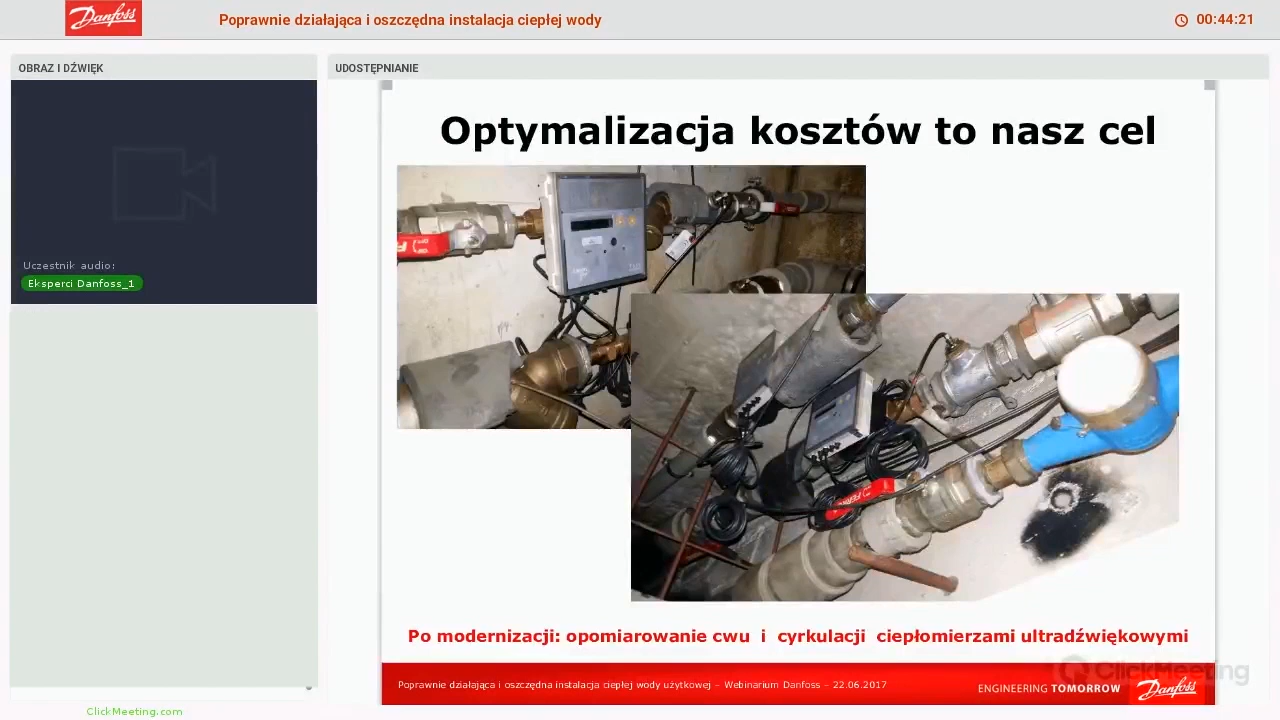 Danfoss
Poprawnie działająca i oszczędna instalacja ciepłej wody
00:44:21
OBRAZ I DŹWIĘK
UDOSTĘPNIANIE
Uczestnik audio:
Eksperci Danfoss_1
Optymalizacja kosztów to nasz cel
Po modernizacji: opomiarowanie cwu i cyrkulacji ciepłomierzami ultradźwiękowymi
Poprawnie działająca i oszczędna instalacja ciepłej wody użytkowej – Webinarium Danfoss – 22.06.2017
ENGINEERING TOMORROW
Danfoss
ClickMeeting
ClickMeeting.com